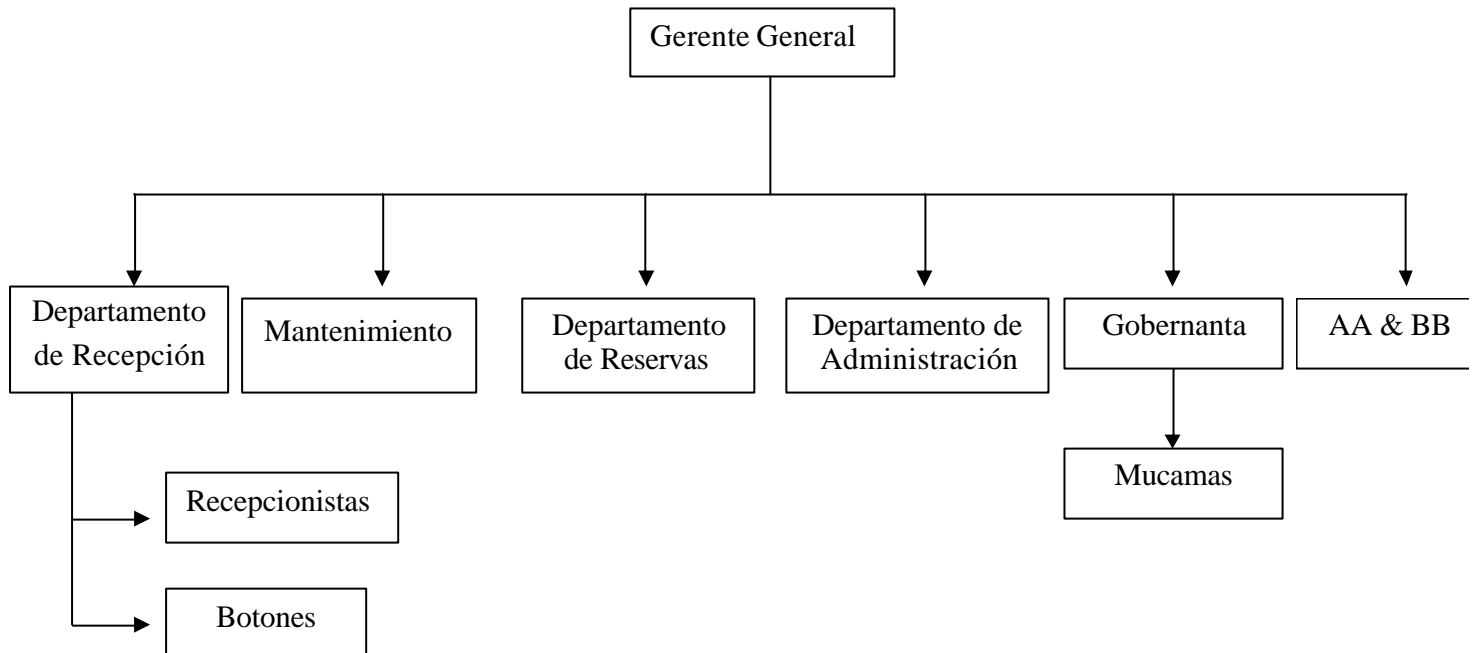 Gerente General
Departamento
de Recepción
Mantenimiento
Departamento
de Reservas
Departamento de
Administración
Gobernanta
AA & BB
Mucamas
Recepcionistas
Botones